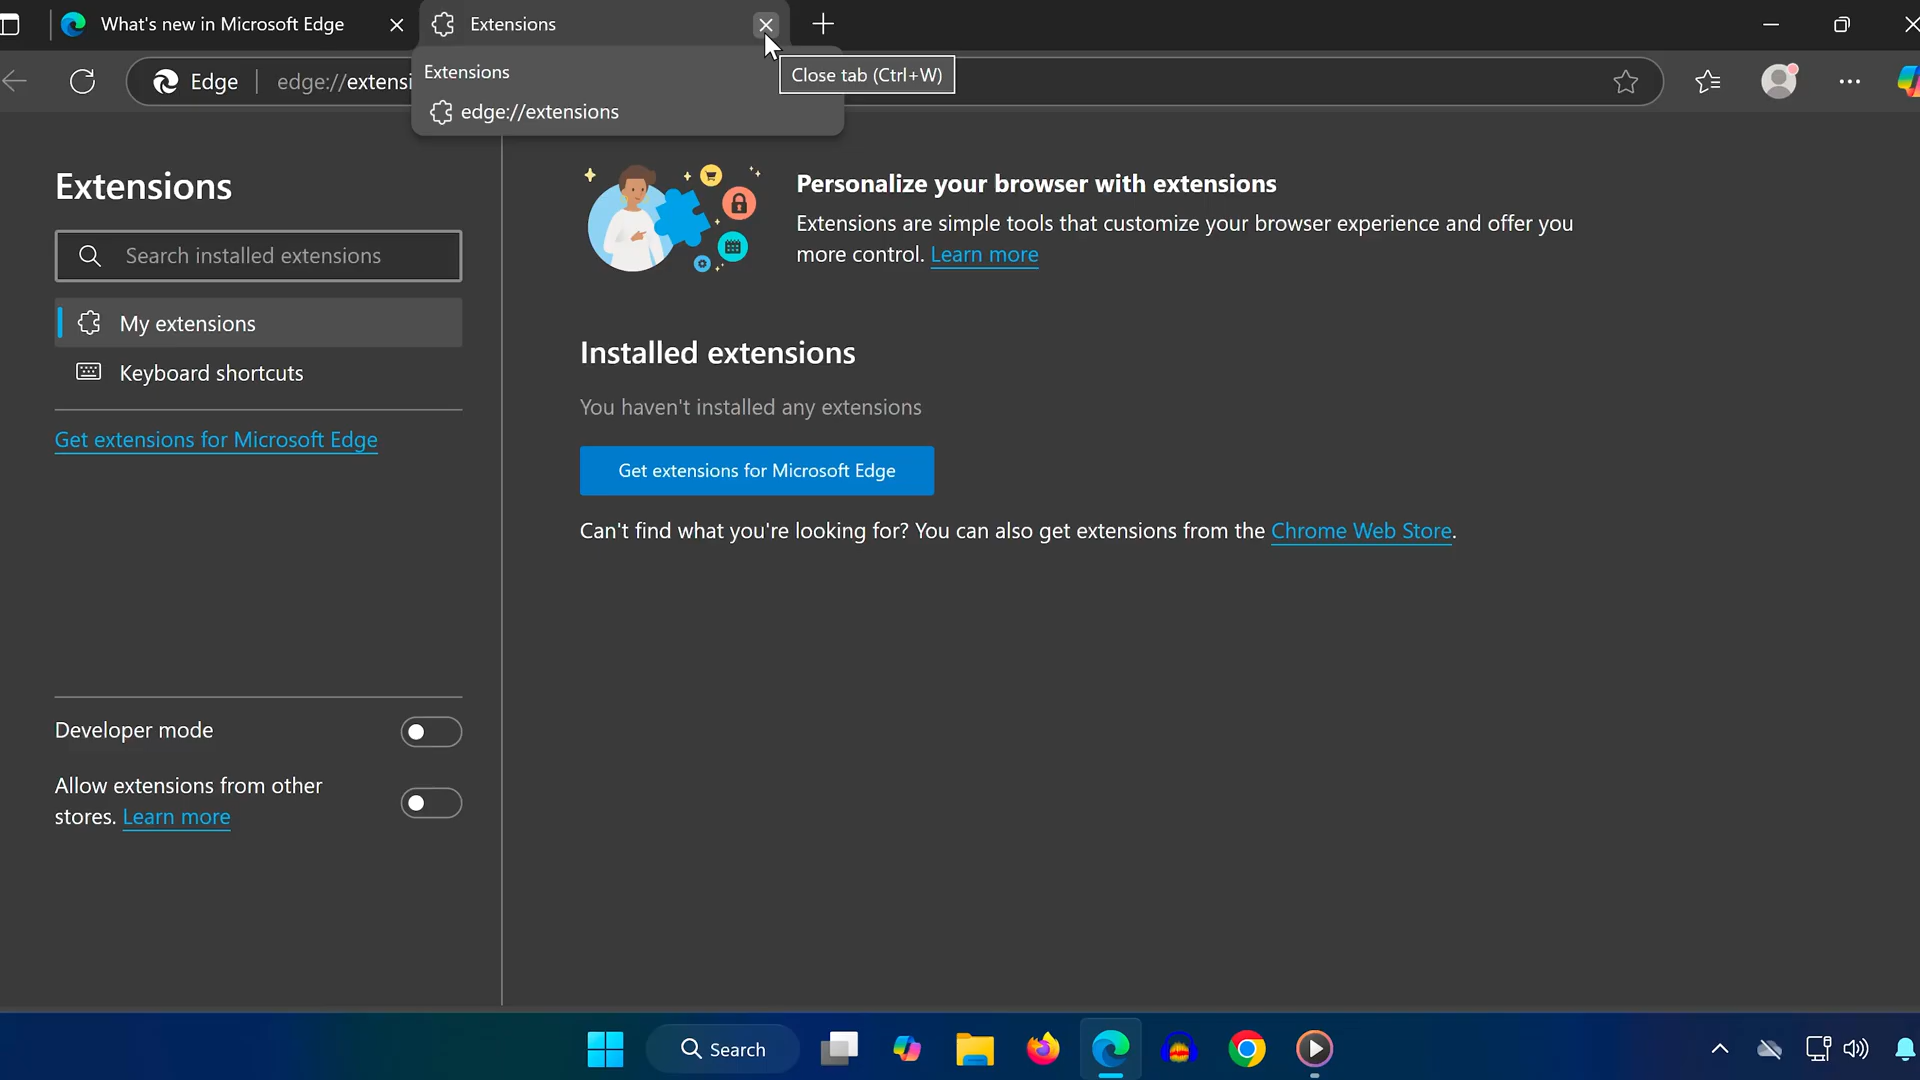 What's new in Microsoft Edge
Extensions
Edge
edge://extensi
Extensions
edge://extensions
Close tab (Ctrl+W)
Extensions
Search installed extensions
My extensions
Keyboard shortcuts
Get extensions for Microsoft Edge
Developer mode
Allow extensions from other
stores. Learn more
Personalize your browser with extensions
Extensions are simple tools that customize your browser experience and offer you
more control. Learn more
Installed extensions
You haven't installed any extensions
Get extensions for Microsoft Edge
Can't find what you're looking for? You can also get extensions from the Chrome Web Store.
Search